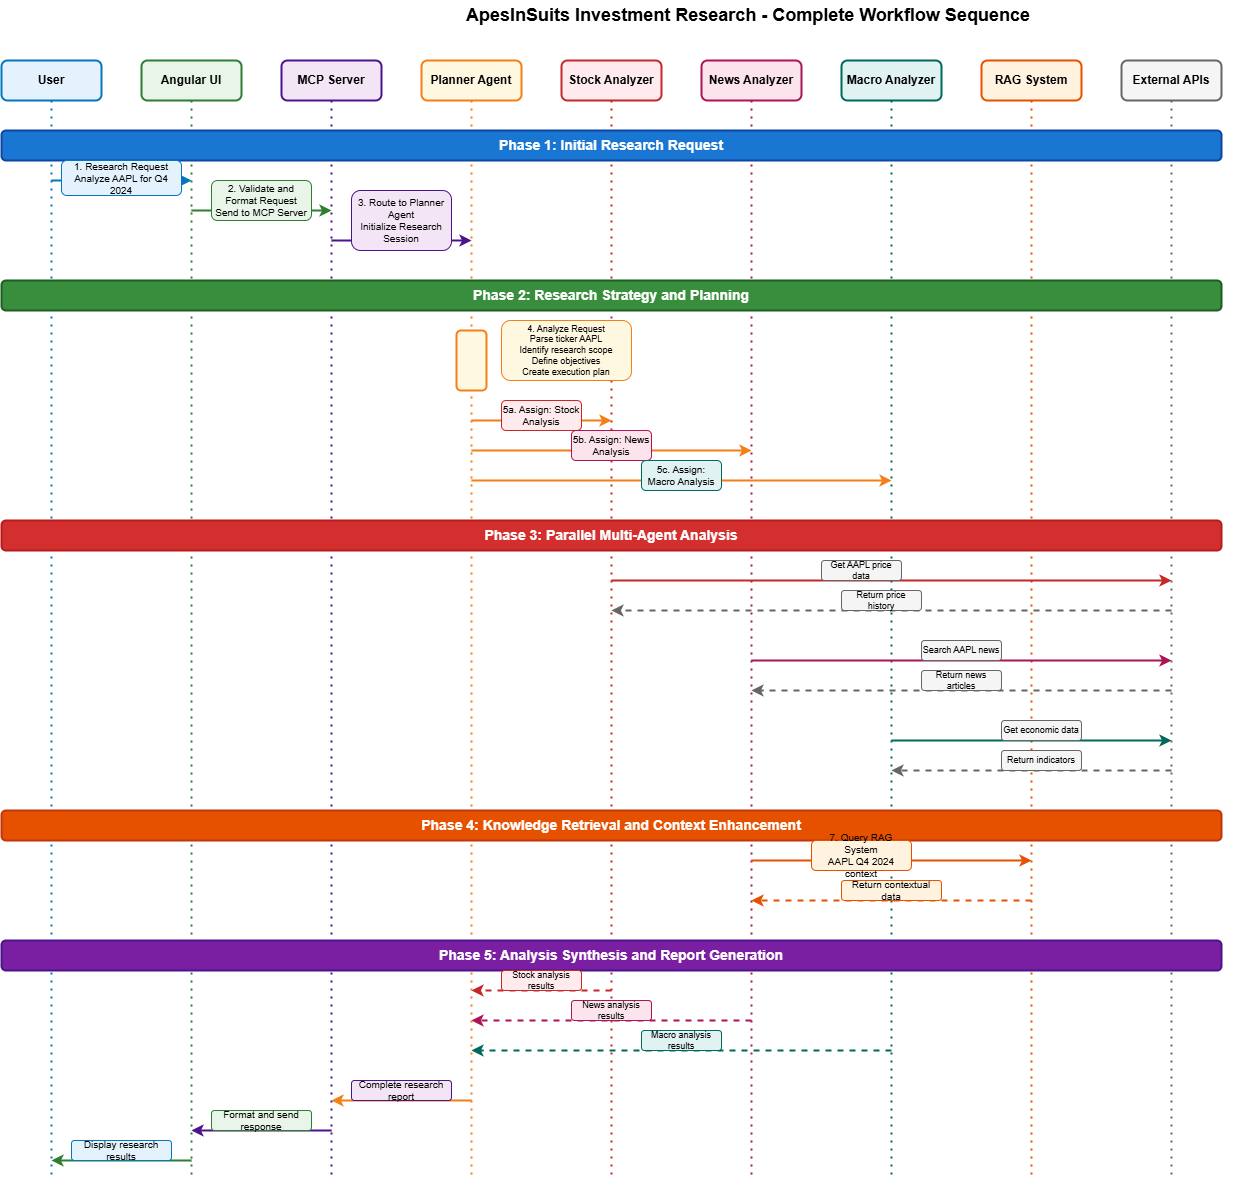 ApesInSuits Investment Research - Complete Workflow Sequence
User
Angular UI
MCP Server
Planner Agent
Stock Analyzer
News Analyzer
Macro Analyzer
RAG System
External APIs
Phase 1: Initial Research Request
1. Research Request
Analyze AAPL for Q4
2024
2. Validate and
Format Request
Send to MCP Server
3. Route to Planner
Agent
Initialize Research
Session
Phase 2: Research Strategy and Planning
4. Analyze Request
Parse ticker AAPL
Identify research scope
Define objectives
Create execution plan
5a. Assign: Stock
Analysis
5b. Assign: News
Analysis
5c. Assign:
Macro Analysis
Phase 3: Parallel Multi-Agent Analysis
Get AAPL price
data
Return price
history
Search AAPL news
Return news
articles
Get economic data
Return indicators
Phase 4: Knowledge Retrieval and Context Enhancement
7. Query RAG
System
AAPL Q4 2024
context
Return contextual
data
Phase 5: Analysis Synthesis and Report Generation
Stock analysis
results
News analysis
results
Macro analysis
results
Complete research
report
Format and send
response
Display research
results